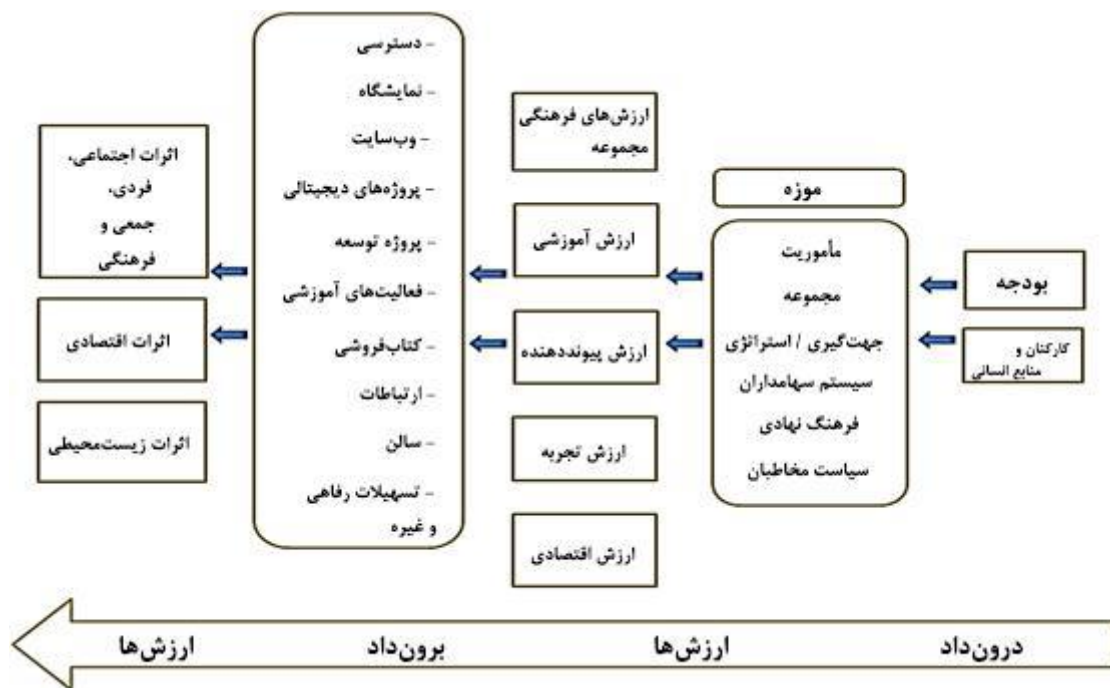 بودجه
کارکنان و
منابع انسانی
موزه
مأموریت
مجموعه
جهت‌گیری / استراتژی
سیستم سهامداران
فرهنگ نهادی
سیاست مخاطبان
ارزش‌های فرهنگی
مجموعه
ارزش آموزشی
ارزش پیونددهنده
ارزش تجربه
ارزش اقتصادی
- دسترسی
- نمایشگاه
- وب‌سایت
- پروژه‌های دیجیتالی
- پروژه توسعه
- فعالیت‌های آموزشی
- کتاب‌فروشی
- ارتباطات
- سالن
- تسهیلات رفاهی
و غیره
اثرات اجتماعی،
فردی،
جمعی و
فرهنگی
اثرات اقتصادی
اثرات زیست‌محیطی
درون‌داد ارزش‌ها برون‌داد ارزش‌ها